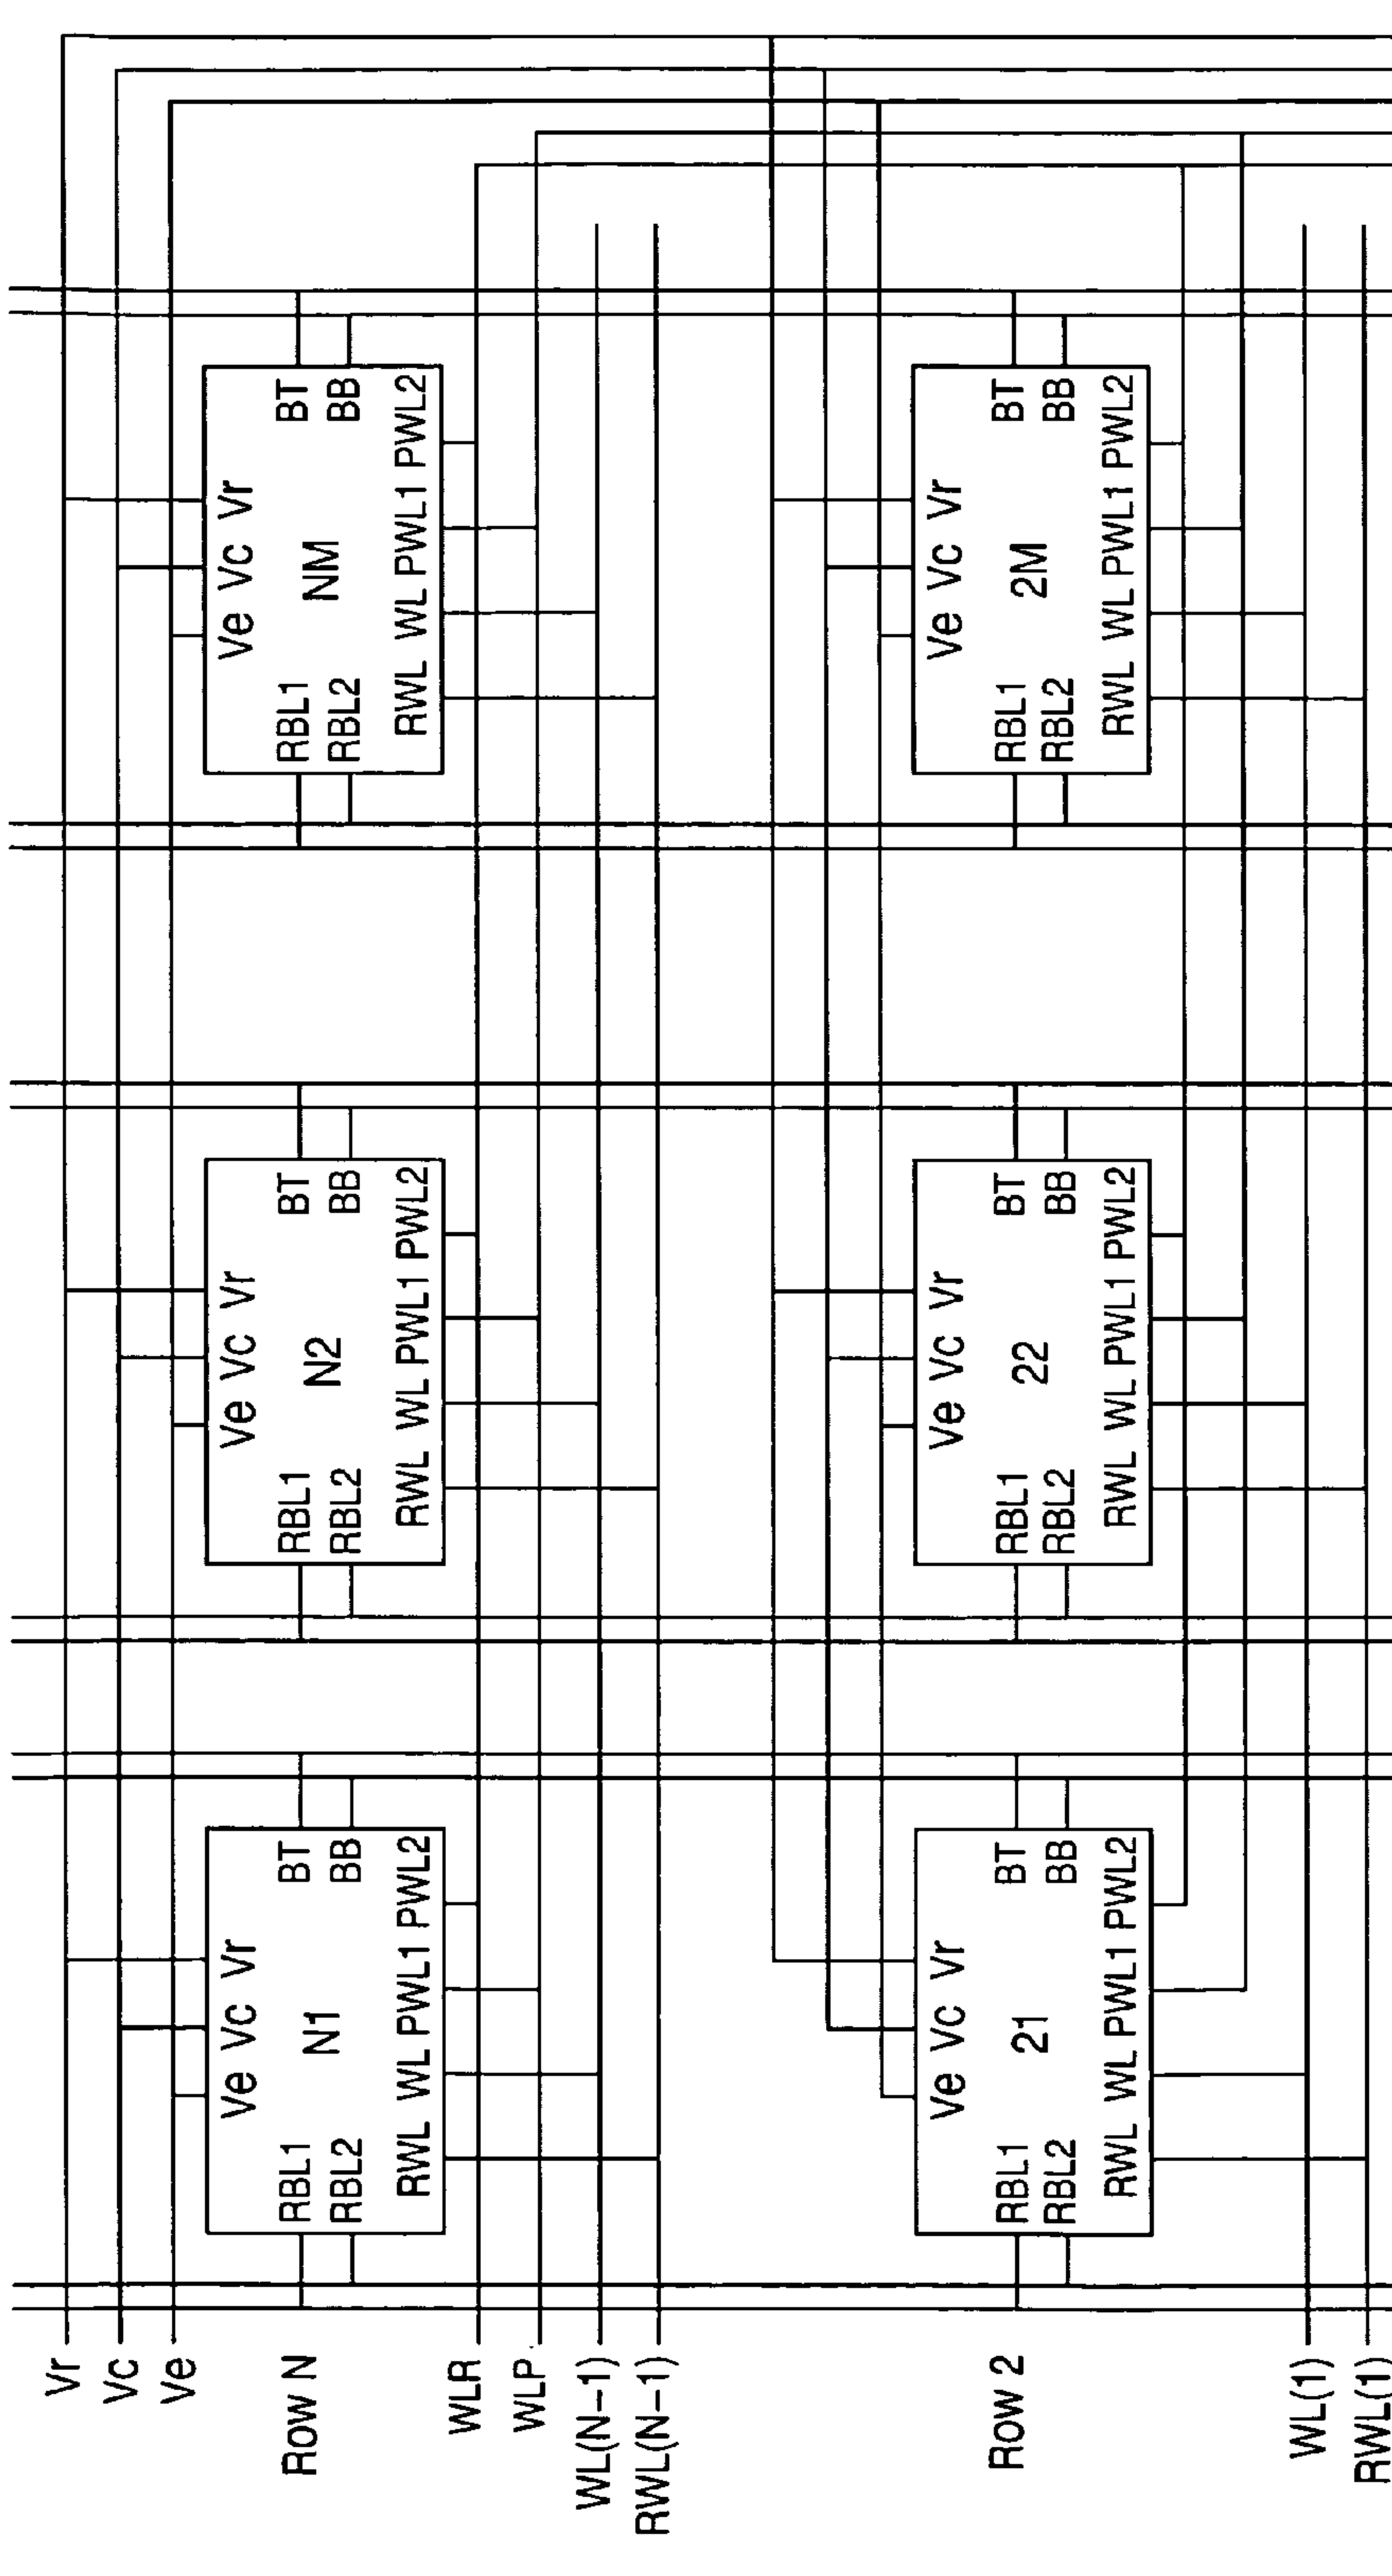 Vr
Vc
Ve
Ve Vc Vr
Ve Vc Vr
Ve Vc Vr
ROW N
RBL1 BT
RBL2 BB
N1
RBL1 BT
RBL2 BB
N2
RBL1 BT
RBL2 BB
NM
RWL WL PWL1 PWL2
RWL WL PWL1 PWL2
RWL WL PWL1 PWL2
WLR
WLP
WL(N-1)
RWL(N-1)
Ve Vc Vr
Ve Vc Vr
Ve Vc Vr
ROW 2
RBL1 BT
RBL2 BB
21
RBL1 BT
RBL2 BB
22
RBL1 BT
RBL2 BB
2M
RWL WL PWL1 PWL2
RWL WL PWL1 PWL2
RWL WL PWL1 PWL2
WL(1)
RWL(1)